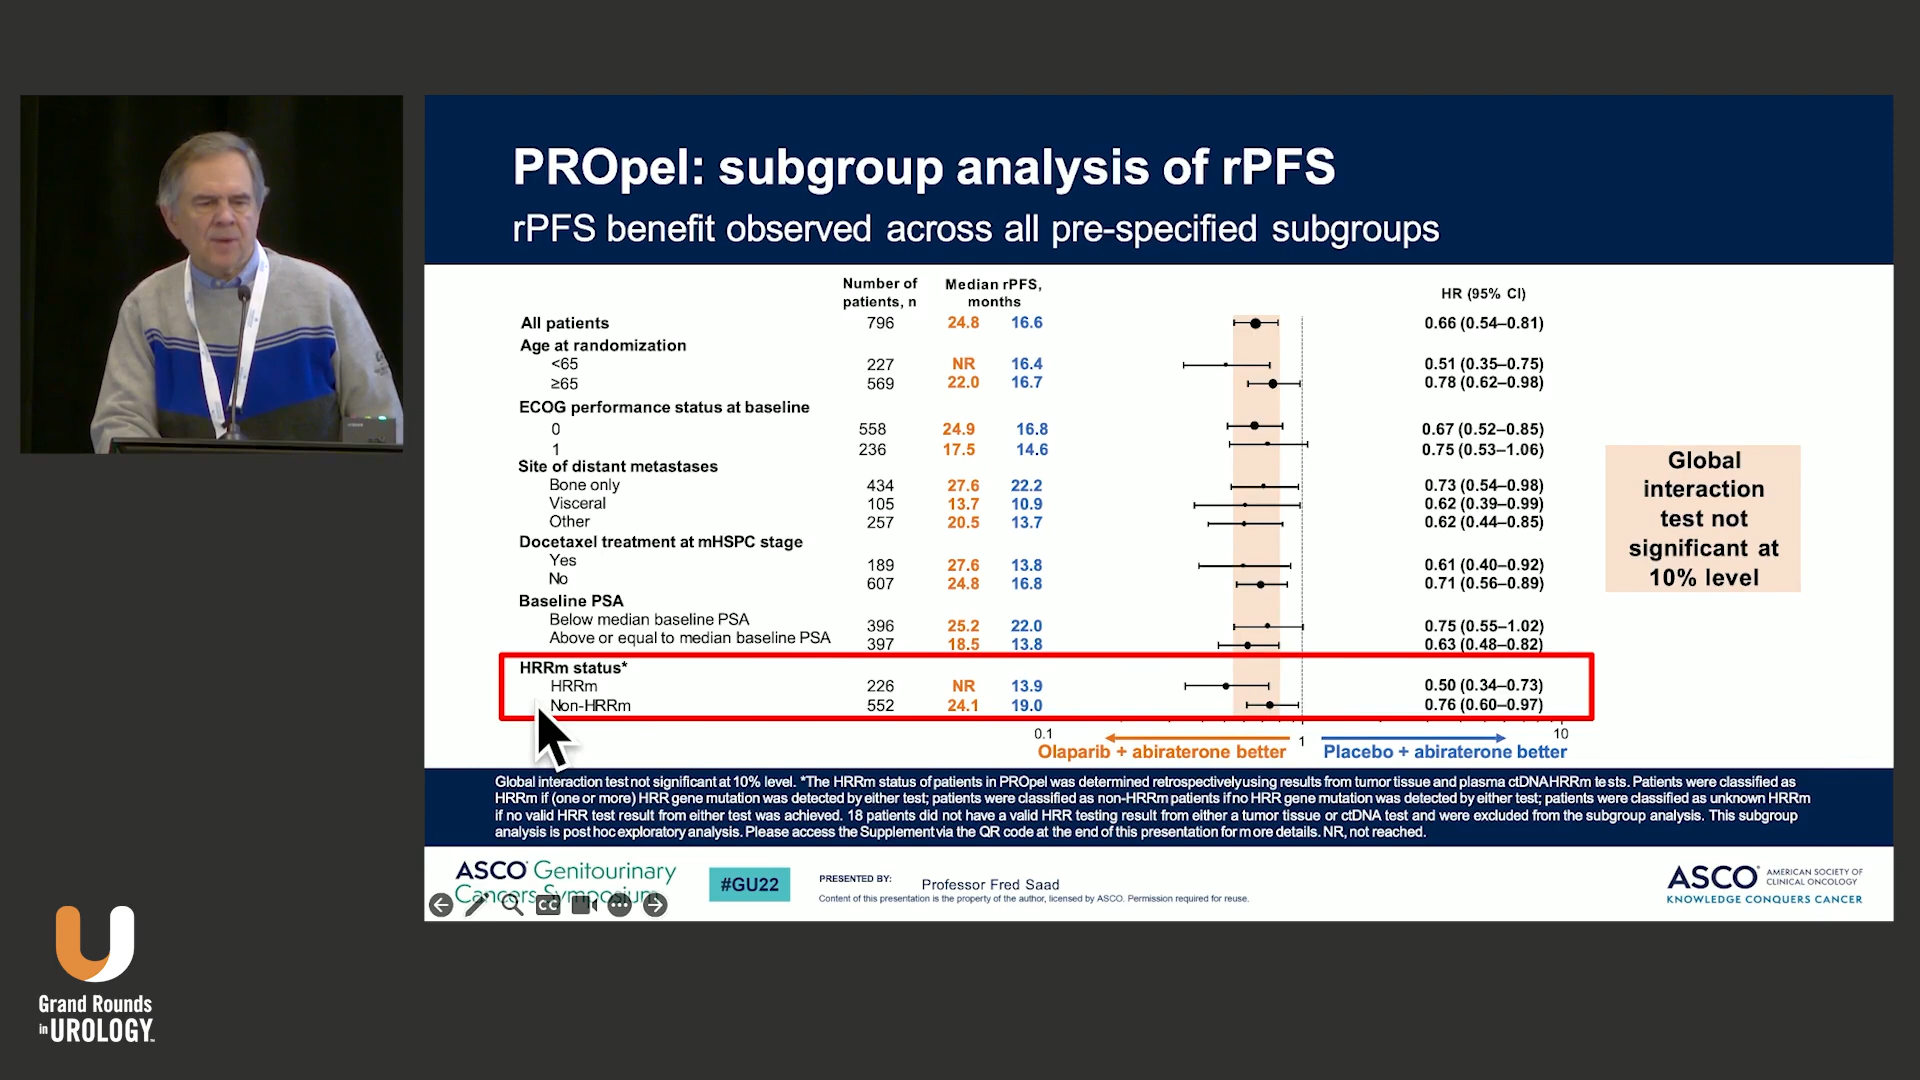 PROpel: subgroup analysis of rPFS
rPFS benefit observed across all pre-specified subgroups
Number of patients, n Median rPFS, months HR (95% CI)
All patients 796 24.8 16.6 0.66 (0.54–0.81)
Age at randomization
<65 227 NR 16.4 0.51 (0.35–0.75)
≥65 569 22.0 16.7 0.78 (0.62–0.98)
ECOG performance status at baseline
0 558 24.9 16.8 0.67 (0.52–0.85)
1 236 17.5 14.6 0.75 (0.53–1.06)
Site of distant metastases
Bone only 434 27.6 22.2 0.73 (0.54–0.98)
Visceral 105 13.7 10.9 0.62 (0.39–0.99)
Other 257 20.5 13.7 0.62 (0.44–0.85)
Docetaxel treatment at mHSPC stage
Yes 189 27.6 13.8 0.61 (0.40–0.92)
No 607 24.8 16.8 0.71 (0.56–0.89)
Baseline PSA
Below median baseline PSA 396 25.2 22.0 0.75 (0.55–1.02)
Above or equal to median baseline PSA 397 18.5 13.8 0.63 (0.48–0.82)
HRRm status*
HRRm 226 NR 13.9 0.50 (0.34–0.73)
Non-HRRm 552 24.1 19.0 0.76 (0.60–0.97)
0.1 1 10
Olaparib + abiraterone better Placebo + abiraterone better
Global
interaction
test not
significant at
10% level
Global interaction test not significant at 10% level. *The HRRm status of patients in PROpel was determined retrospectively using results from tumor tissue and plasma ctDNA HRRm tests. Patients were classified as
HRRm if (one or more) HRR gene mutation was detected by either test; patients were classified as non-HRRm patients if no HRR gene mutation was detected by either test; patients were classified as unknown HRRm
if no valid HRR test result from either test was achieved. 18 patients did not have a valid HRR testing result from either a tumor tissue or ctDNA test and were excluded from the subgroup analysis. This subgroup
analysis is post hoc exploratory analysis. Please access the Supplement via the QR code at the end of this presentation for more details. NR, not reached.
ASCO Genitourinary
Cancers Symposium
#GU22
PRESENTED BY: Professor Fred Saad
Content of this presentation is the property of the author, licensed by ASCO. Permission required for reuse.
ASCO AMERICAN SOCIETY OF
CLINICAL ONCOLOGY
KNOWLEDGE CONQUERS CANCER
CC
Grand Rounds
in UROLOGY